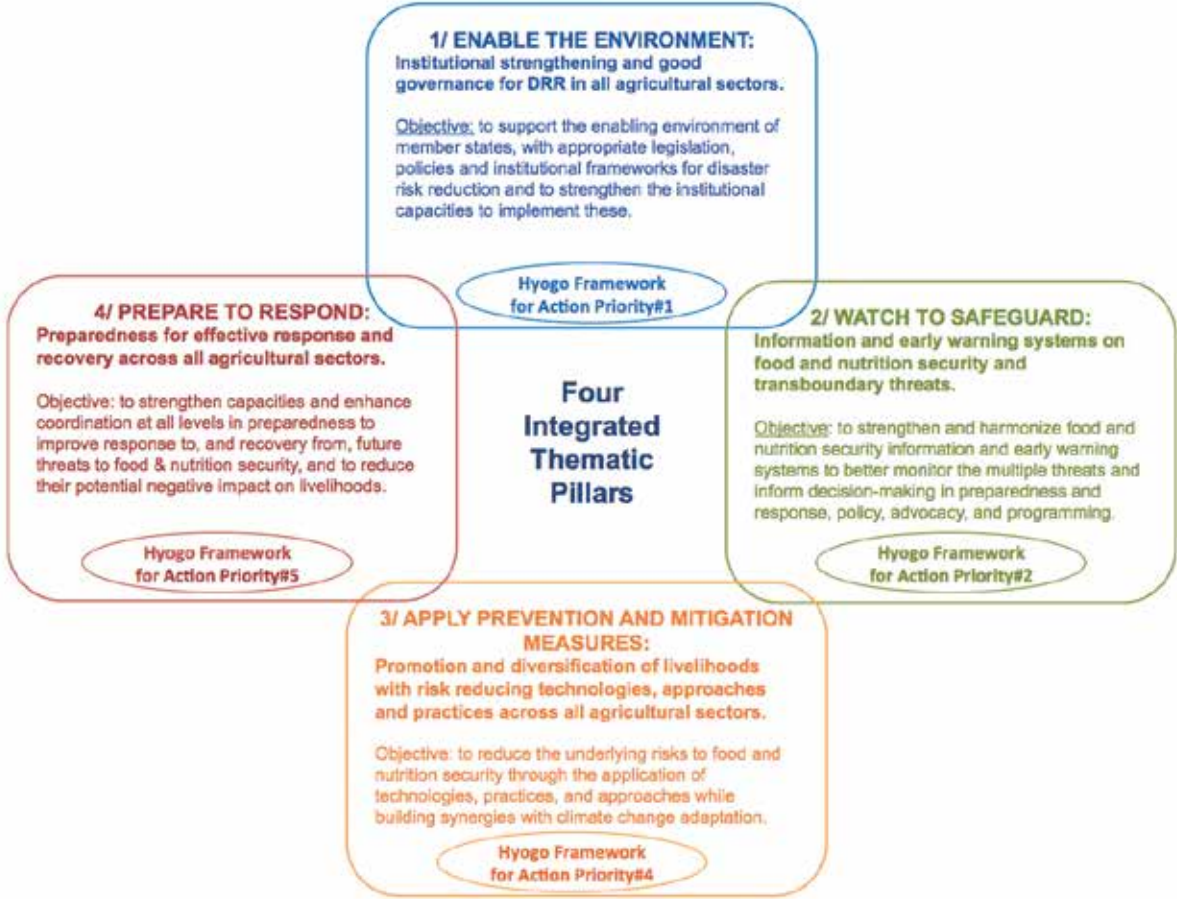 1/ ENABLE THE ENVIRONMENT:
Institutional strengthening and good
governance for DRR in all agricultural sectors.
Objective: to support the enabling environment of
member states, with appropriate legislation,
policies and institutional frameworks for disaster
risk reduction and to strengthen the institutional
capacities to implement these.
Hyogo Framework
for Action Priority#1
4/ PREPARE TO RESPOND:
Preparedness for effective response and
recovery across all agricultural sectors.
Objective: to strengthen capacities and enhance
coordination at all levels in preparedness to
improve response to, and recovery from, future
threats to food & nutrition security, and to reduce
their potential negative impact on livelihoods.
Hyogo Framework
for Action Priority#5
Four
Integrated
Thematic
Pillars
2/ WATCH TO SAFEGUARD:
Information and early warning systems on
food and nutrition security and
transboundary threats.
Objective: to strengthen and harmonize food and
nutrition security information and early warning
systems to better monitor the multiple threats and
inform decision-making in preparedness and
response, policy, advocacy, and programming.
Hyogo Framework
for Action Priority#2
3/ APPLY PREVENTION AND MITIGATION
MEASURES:
Promotion and diversification of livelihoods
with risk reducing technologies, approaches
and practices across all agricultural sectors.
Objective: to reduce the underlying risks to food and
nutrition security through the application of
technologies, practices, and approaches while
building synergies with climate change adaptation.
Hyogo Framework
for Action Priority#4